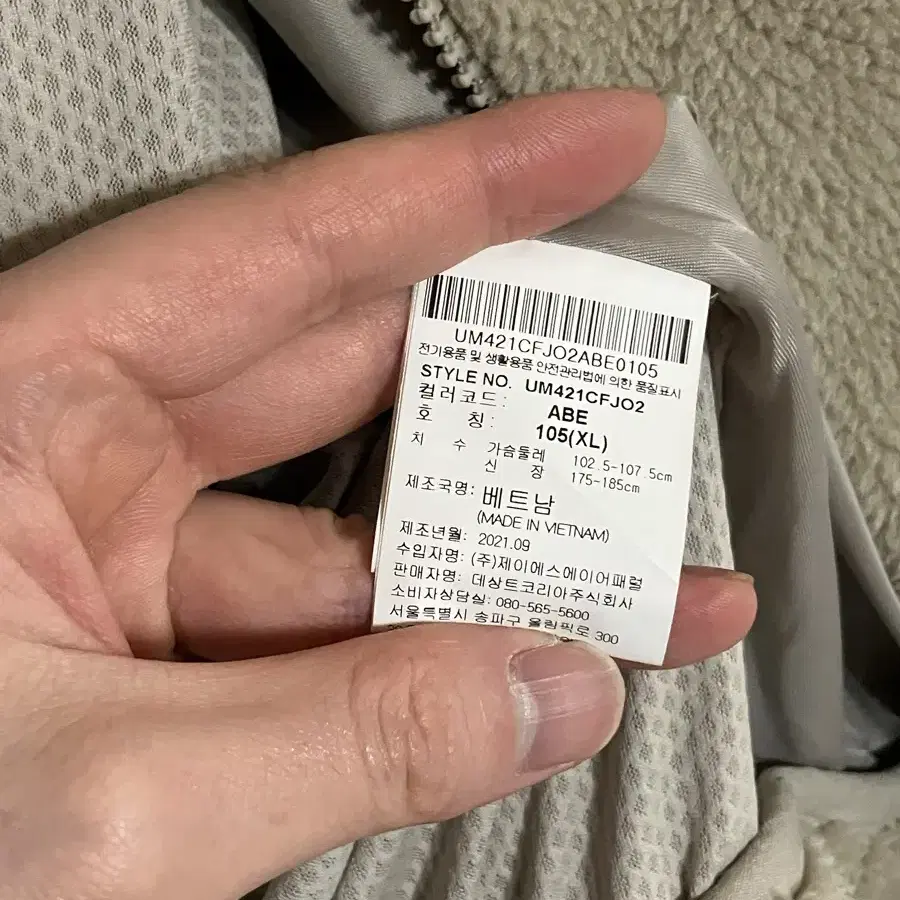 UM421CFJO2ABE0105
전기용품 및 생활용품 안전관리법에 의한 품질표시
STYLE NO. UM421CFJO2
컬러코드: ABE
호 칭: 105(XL)
치 수 가슴둘레 102.5-107.5cm
신 장 175-185cm
제조국명: 베트남
(MADE IN VIETNAM)
제조년월: 2021.09
수입자명: (주)제이에스에이어패럴
판매자명: 데상트코리아주식회사
소비자상담실: 080-565-5600
서울특별시 송파구 올림픽로 300